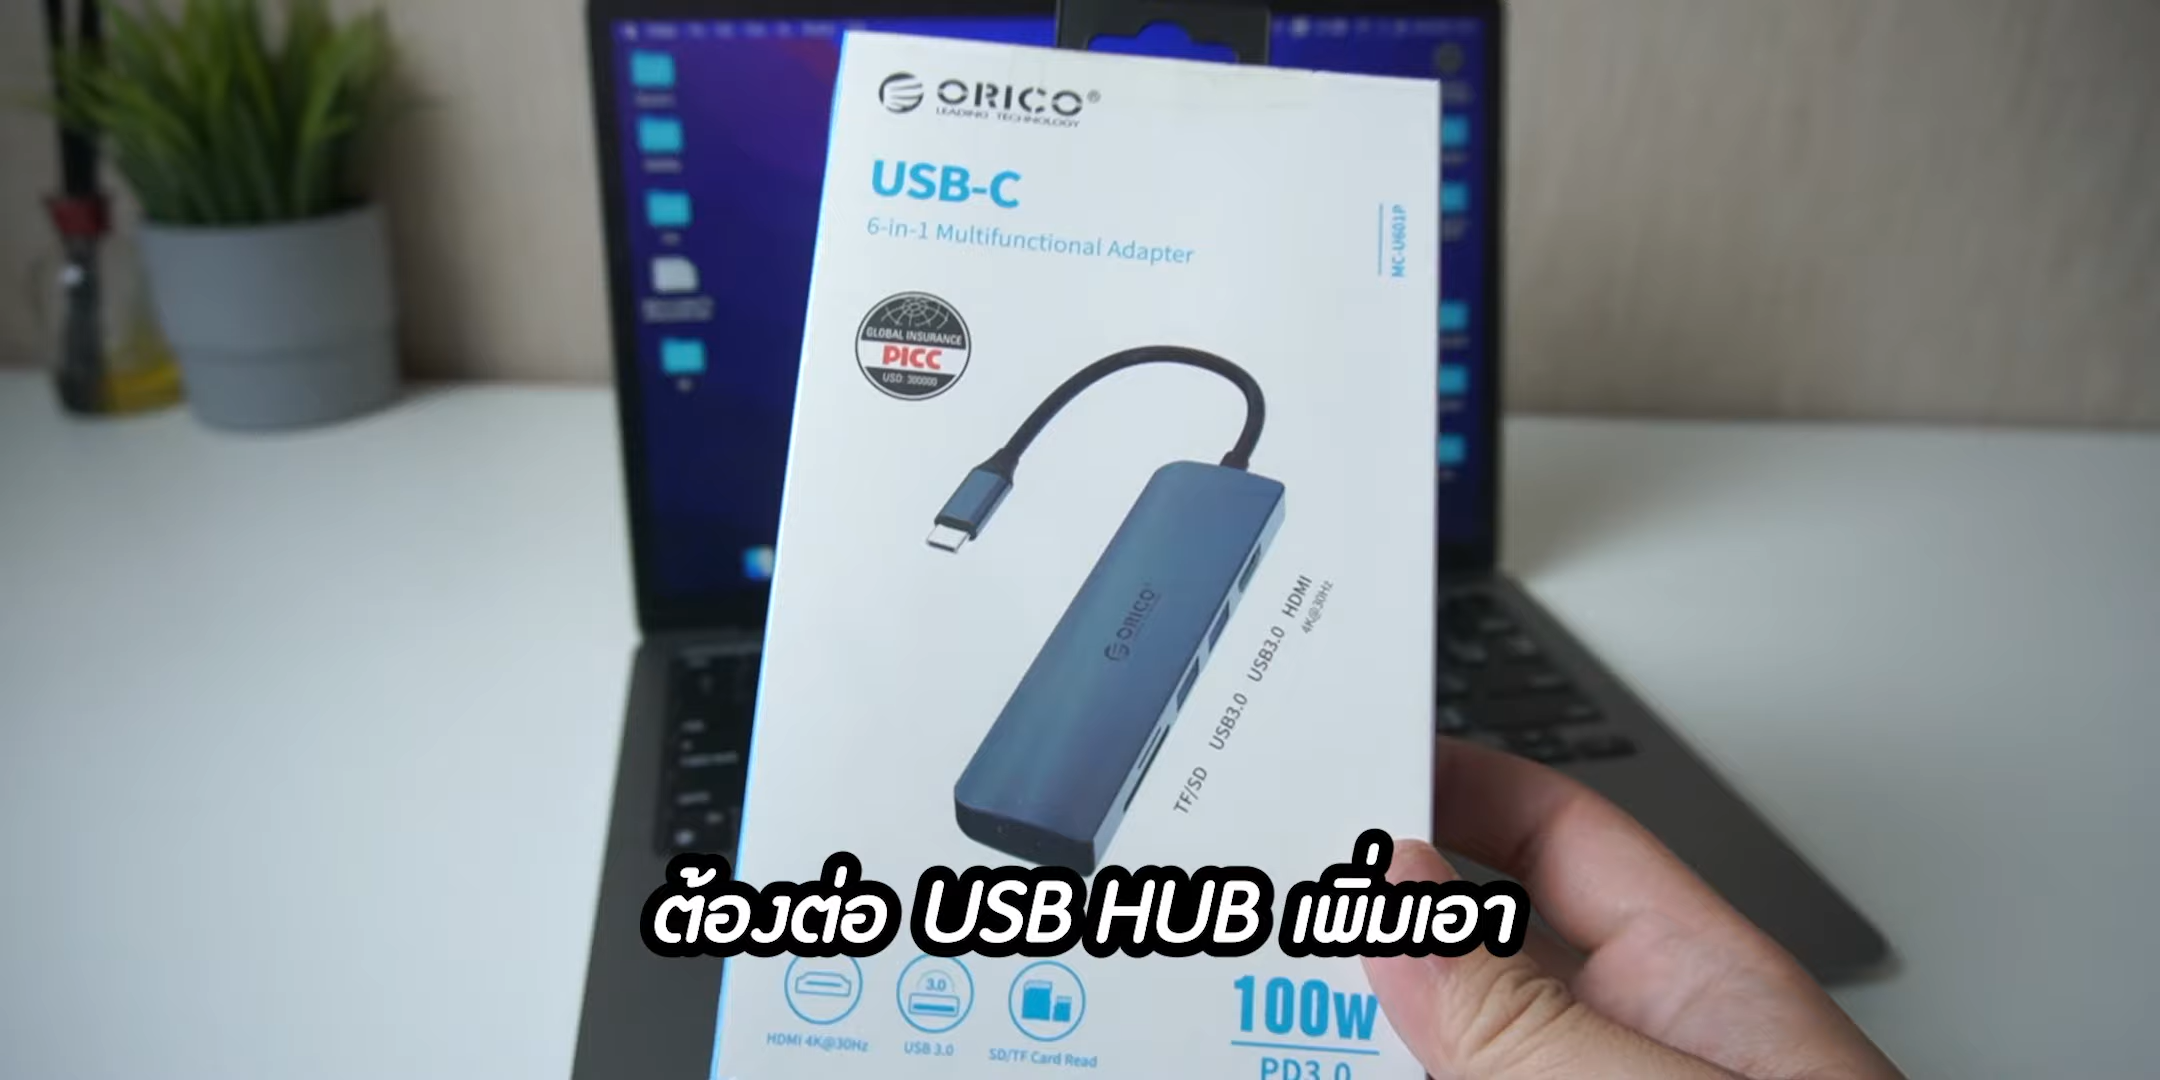 ORICO®
LEADING TECHNOLOGY
USB-C
6-in-1 Multifunctional Adapter
MC-U601P
GLOBAL INSURANCE
PICC
USD: 300000
ORICO
HDMI
4K@30Hz
USB3.0
USB3.0
TF/SD
ต้องต่อ USB HUB เพิ่มเอา
3.0
HDMI 4K@30Hz
USB 3.0
SD/TF Card Read
100w
PD3.0